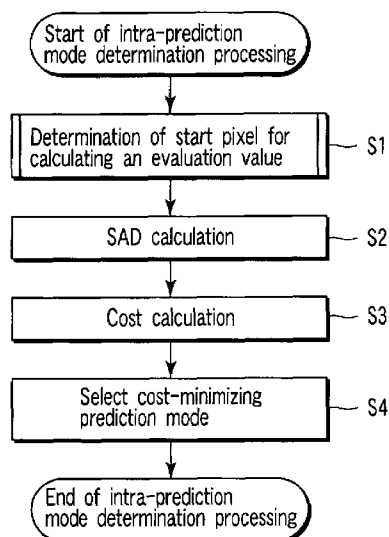 Start of intra-prediction
mode determination processing
Determination of start pixel for
calculating an evaluation value
S1
SAD calculation
S2
Cost calculation
S3
Select cost-minimizing
prediction mode
S4
End of intra-prediction
mode determination processing